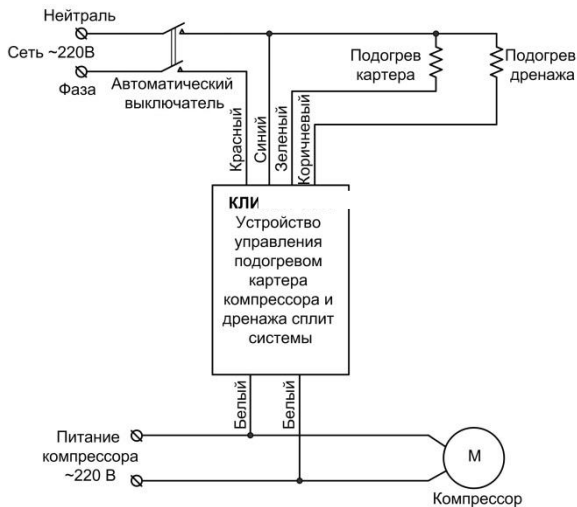 Нейтраль
Сеть ~220В
Фаза
Автоматический
выключатель
Подогрев
картера
Подогрев
дренажа
Красный
Синий
Зеленый
Коричневый
КЛИ
Устройство
управления
подогревом
картера
компрессора и
дренажа сплит
системы
Белый
Белый
Питание
компрессора
~220 В
М
Компрессор